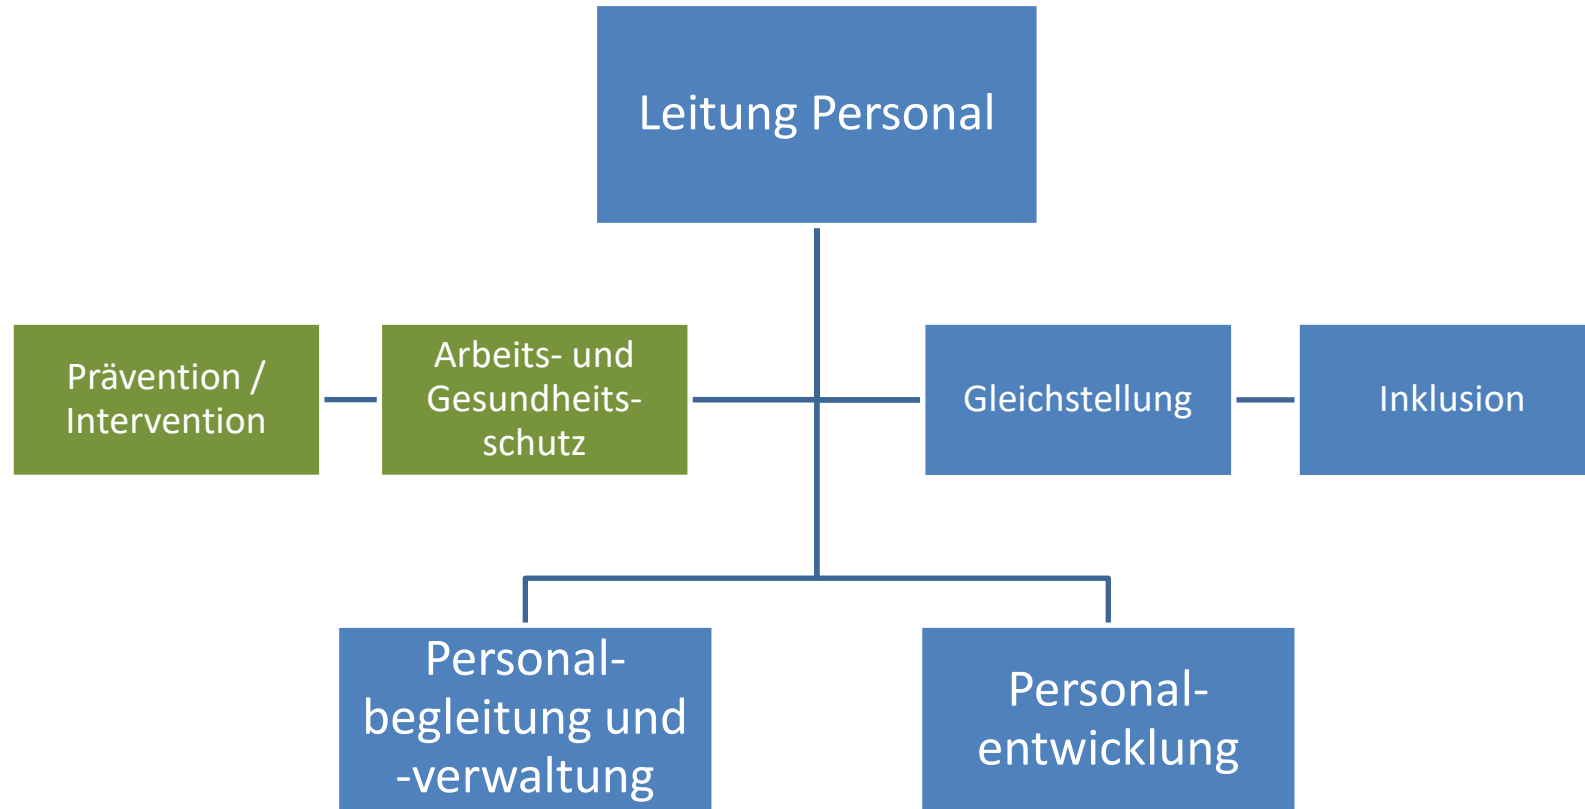 Leitung Personal
Prävention /
Intervention
Arbeits- und
Gesundheits-
schutz
Gleichstellung
Inklusion
Personal-
begleitung und
-verwaltung
Personal-
entwicklung